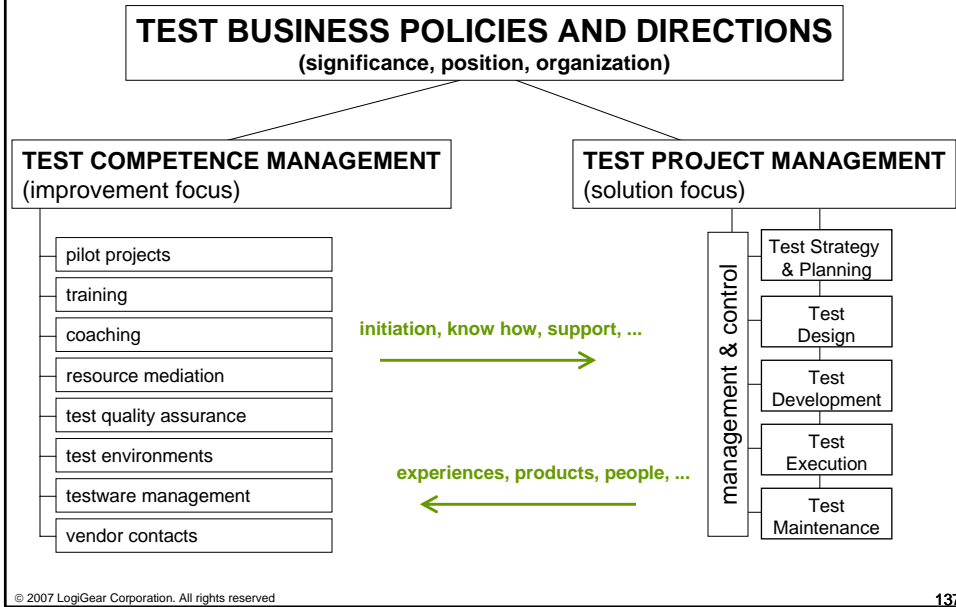 TEST BUSINESS POLICIES AND DIRECTIONS
(significance, position, organization)
TEST COMPETENCE MANAGEMENT
(improvement focus)
pilot projects
training
coaching
resource mediation
test quality assurance
test environments
testware management
vendor contacts
initiation, know how, support, ...
experiences, products, people, ...
TEST PROJECT MANAGEMENT
(solution focus)
management & control
Test Strategy
& Planning
Test
Design
Test
Development
Test
Execution
Test
Maintenance
© 2007 LogiGear Corporation. All rights reserved
137